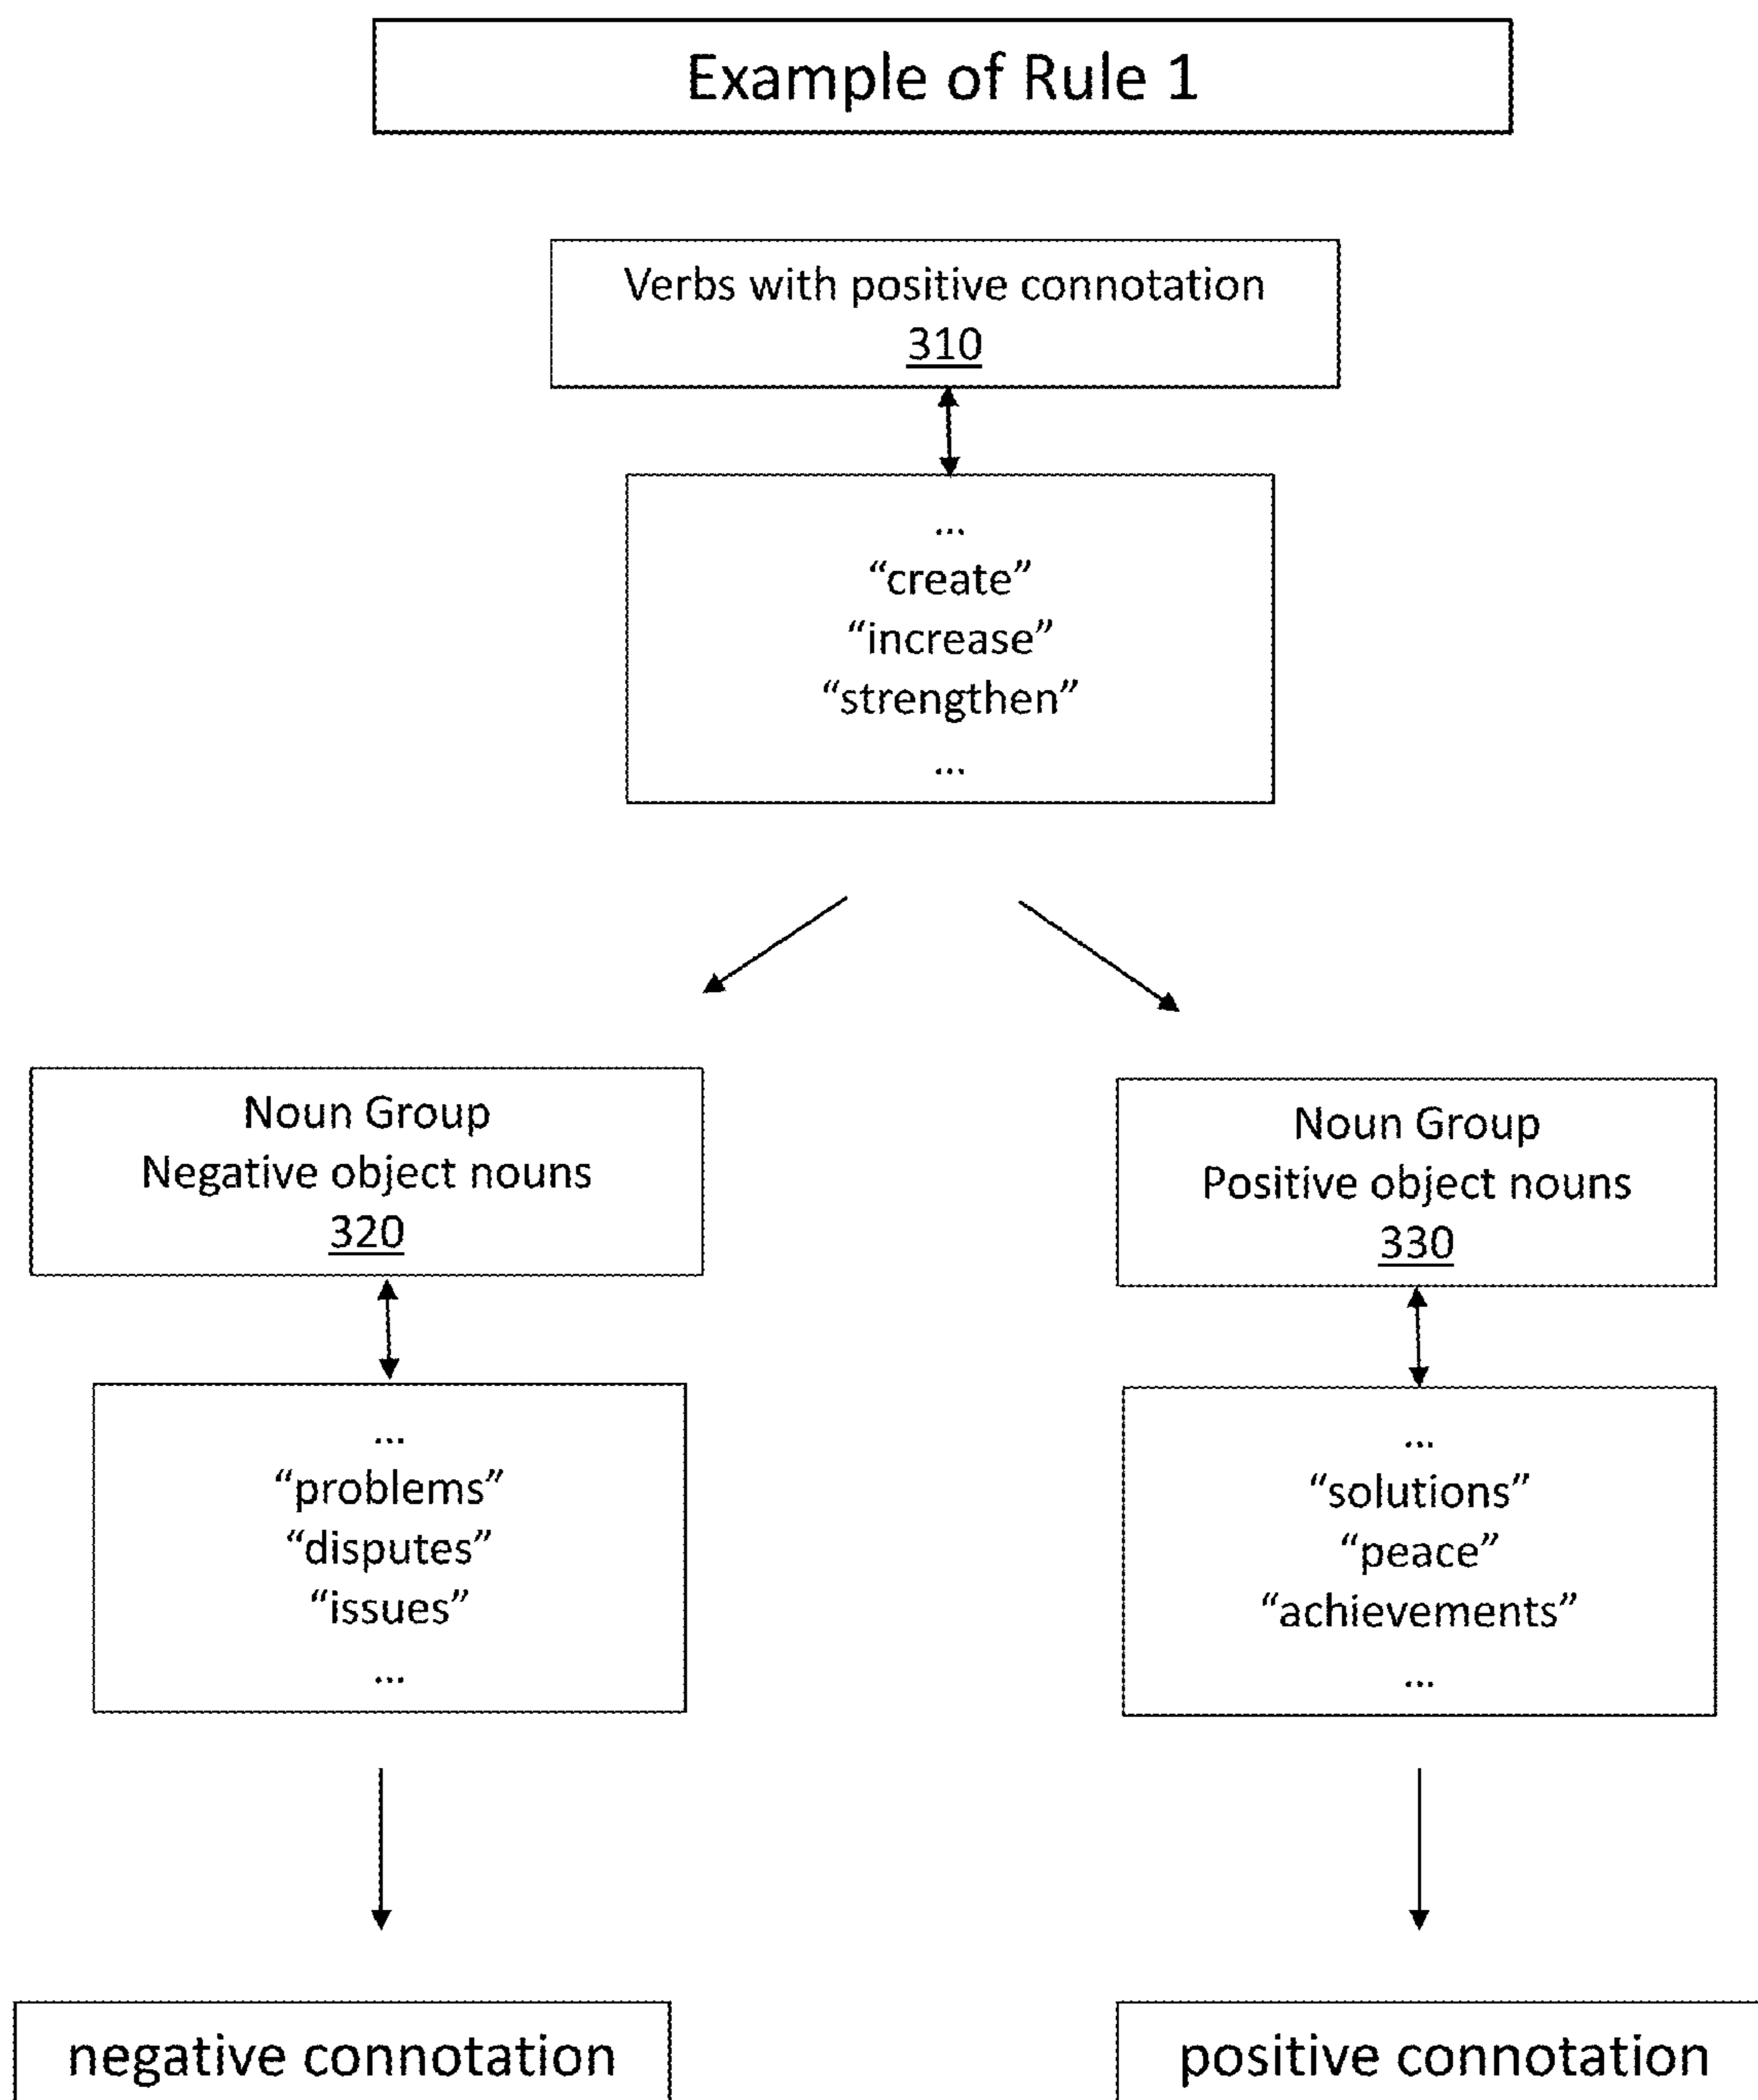 Example of Rule 1
Verbs with positive connotation
310
...
“create”
“increase”
“strengthen”
...
Noun Group
Negative object nouns
320
...
“problems”
“disputes”
“issues”
...
negative connotation
Noun Group
Positive object nouns
330
...
“solutions”
“peace”
“achievements”
...
positive connotation